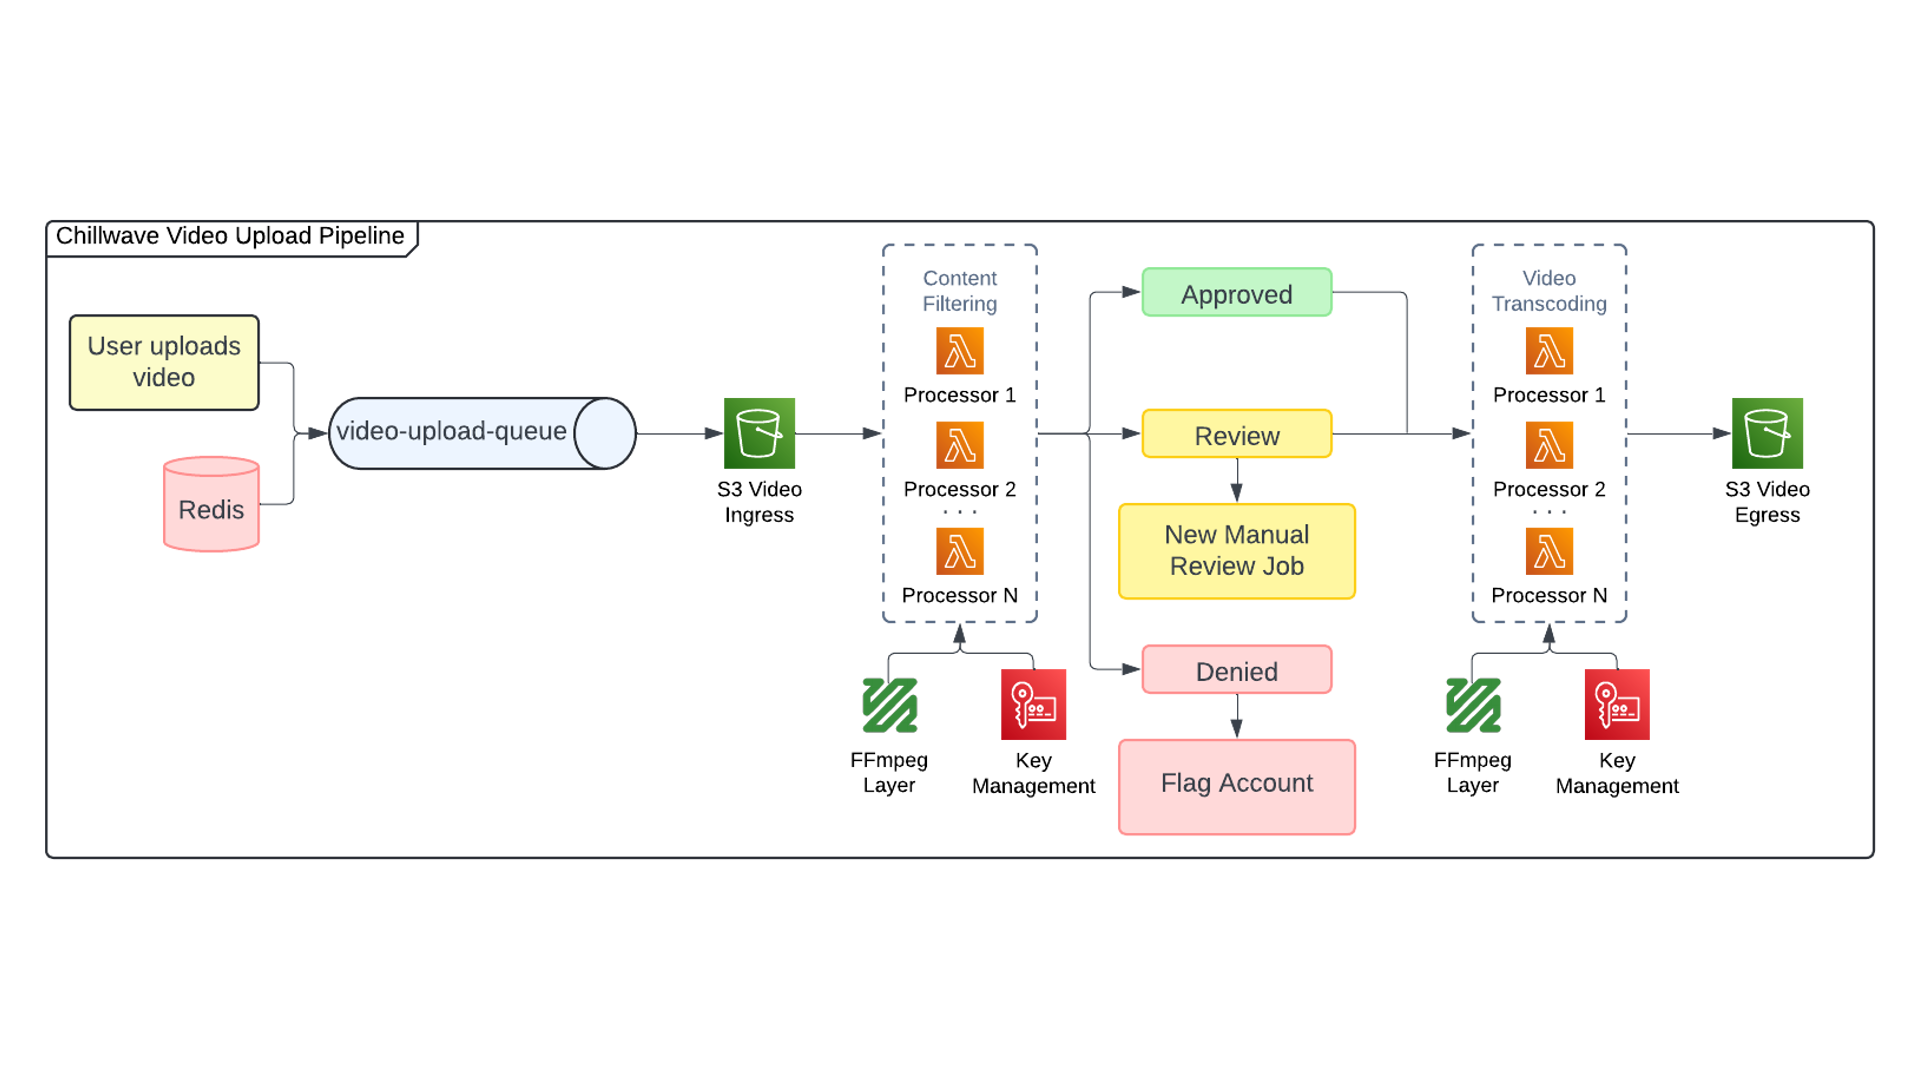 Chillwave Video Upload Pipeline
User uploads
video
Redis
video-upload-queue
S3 Video
Ingress
Content
Filtering
Processor 1
Processor 2
. . .
Processor N
FFmpeg
Layer
Key
Management
Approved
Review
New Manual
Review Job
Denied
Flag Account
Video
Transcoding
Processor 1
Processor 2
. . .
Processor N
FFmpeg
Layer
Key
Management
S3 Video
Egress